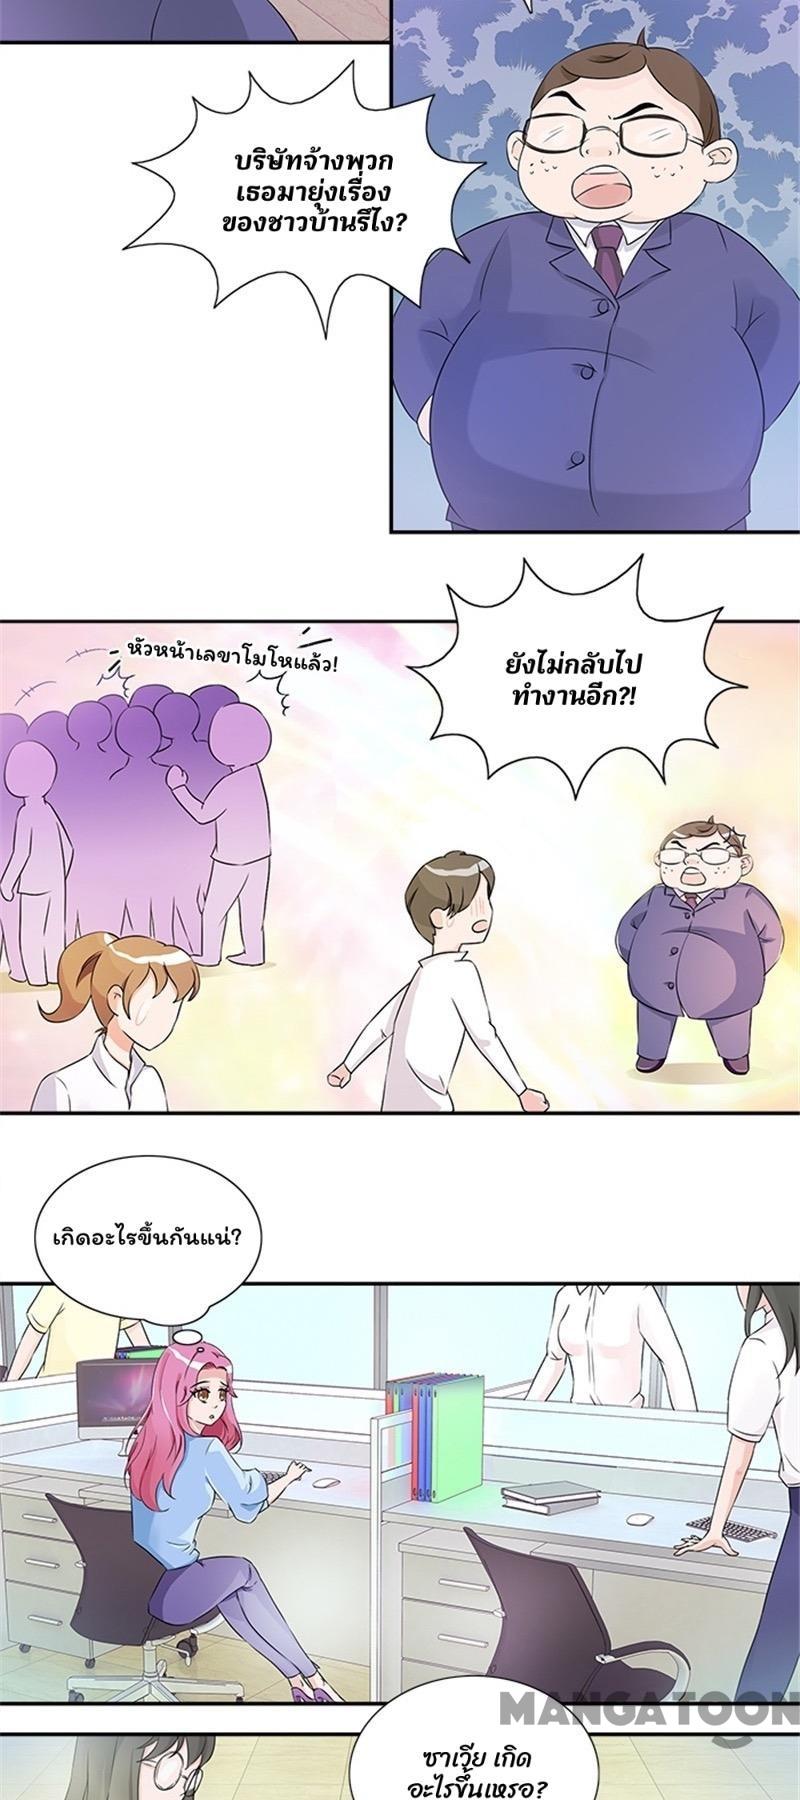 บริษัทจ้างพวก
เธอมายุ่งเรื่อง
ของชาวบ้านรึไง?
หัวหน้าเลขาโมโหแล้ว!
ยังไม่กลับไป
ทำงานอีก?!
เกิดอะไรขึ้นกันแน่?
MANGATOON
ซาเวีย เกิด
อะไรขึ้นเหรอ?